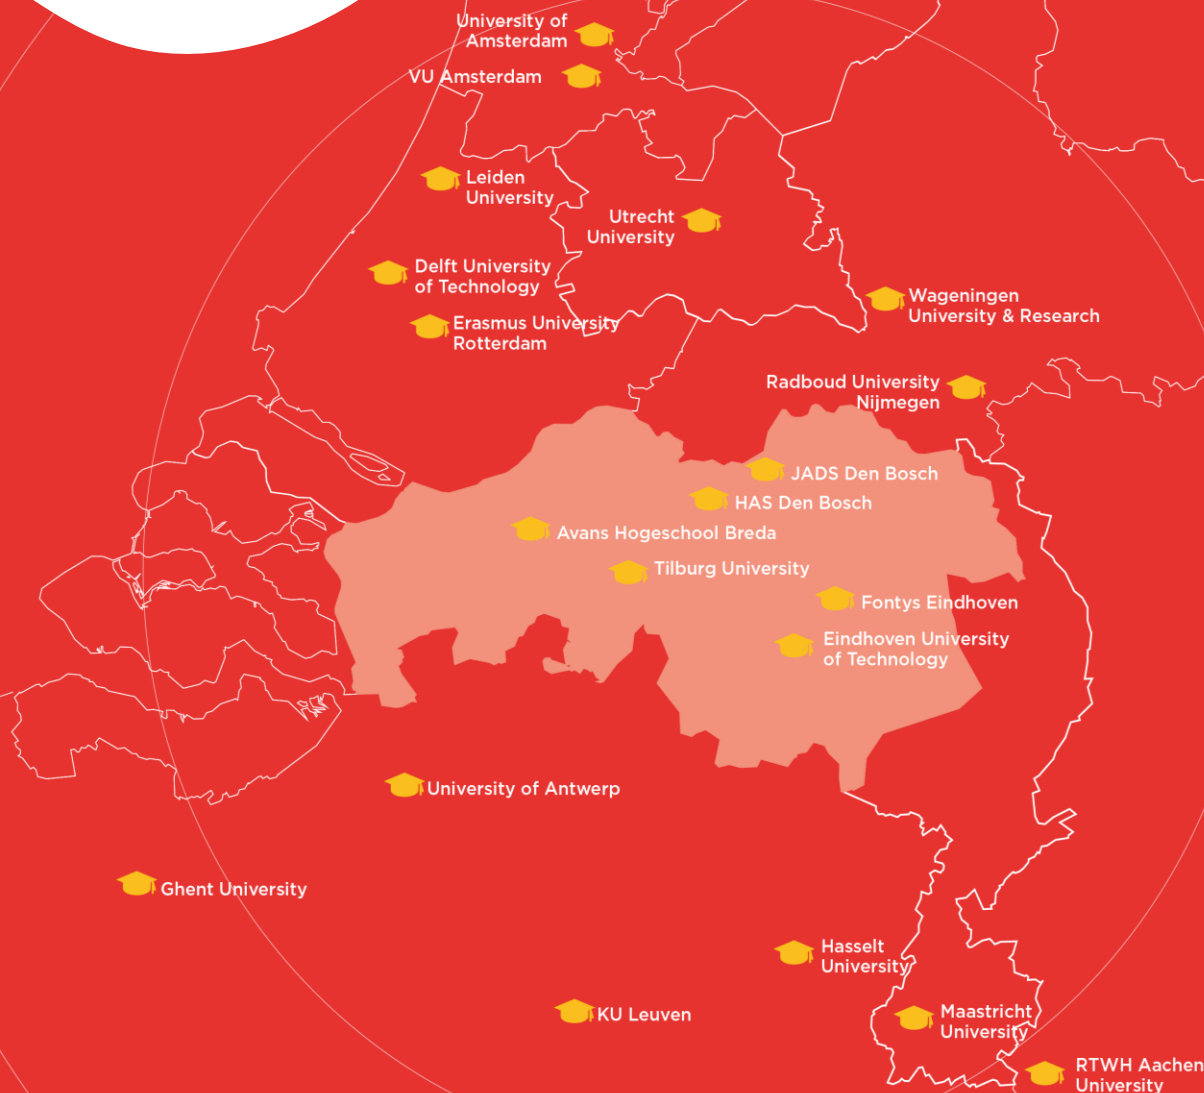 University of
Amsterdam
VU Amsterdam
Leiden
University
Utrecht
University
Delft University
of Technology
Wageningen
University & Research
Erasmus University
Rotterdam
Radboud University
Nijmegen
JADS Den Bosch
HAS Den Bosch
Avans Hogeschool Breda
Tilburg University
Fontys Eindhoven
Eindhoven University
of Technology
University of Antwerp
Ghent University
Hasselt
University
KU Leuven
Maastricht
University
RTWH Aachen
University